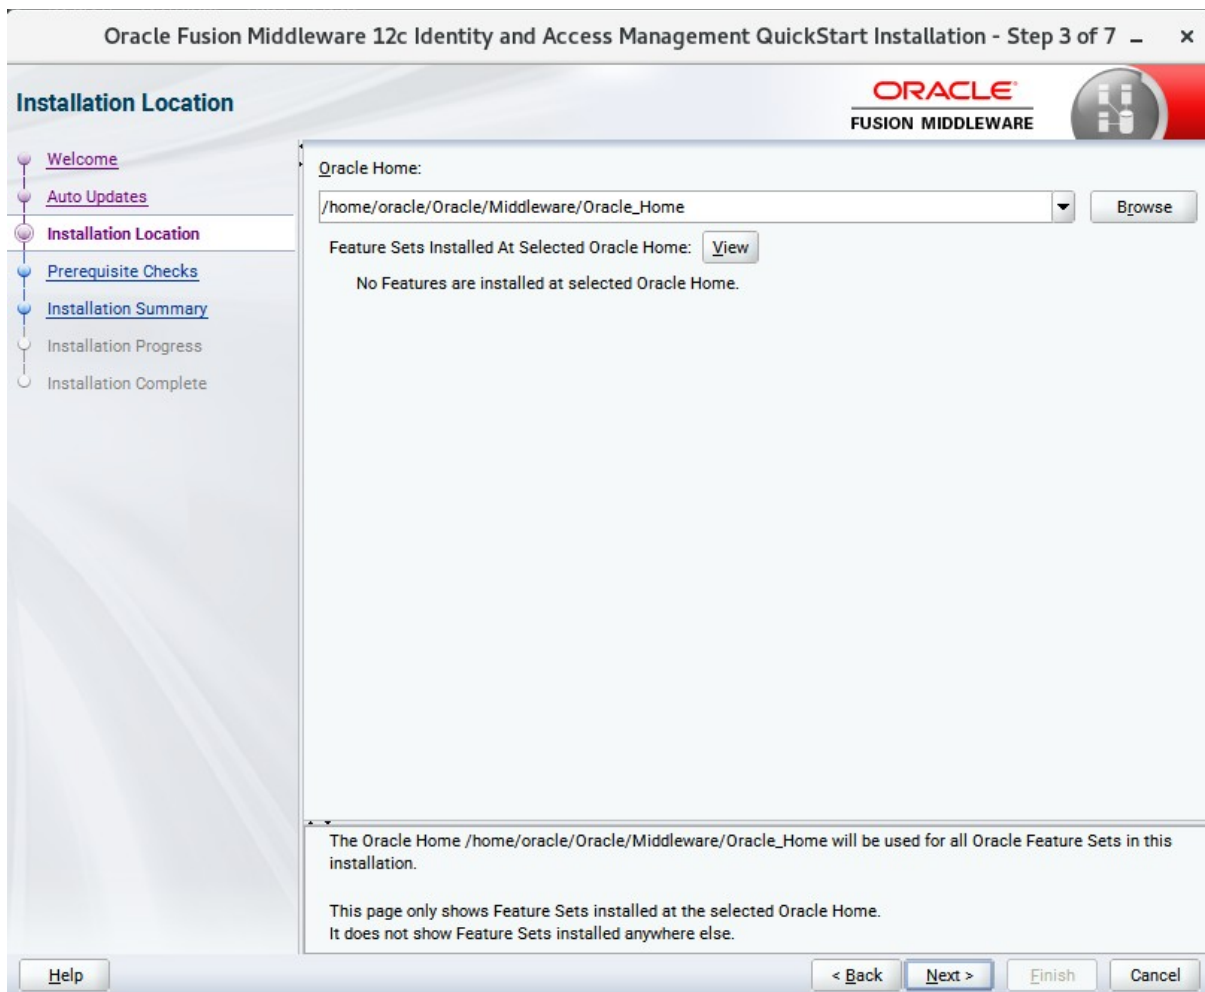 Oracle Fusion Middleware 12c Identity and Access Management QuickStart Installation - Step 3 of 7
Installation Location
ORACLE
FUSION MIDDLEWARE
Welcome
Auto Updates
Installation Location
Prerequisite Checks
Installation Summary
Installation Progress
Installation Complete
Oracle Home:
/home/oracle/Oracle/Middleware/Oracle_Home
Browse
Feature Sets Installed At Selected Oracle Home: View
No Features are installed at selected Oracle Home.
The Oracle Home /home/oracle/Oracle/Middleware/Oracle_Home will be used for all Oracle Feature Sets in this
installation.
This page only shows Feature Sets installed at the selected Oracle Home.
It does not show Feature Sets installed anywhere else.
Help
< Back
Next >
Finish
Cancel